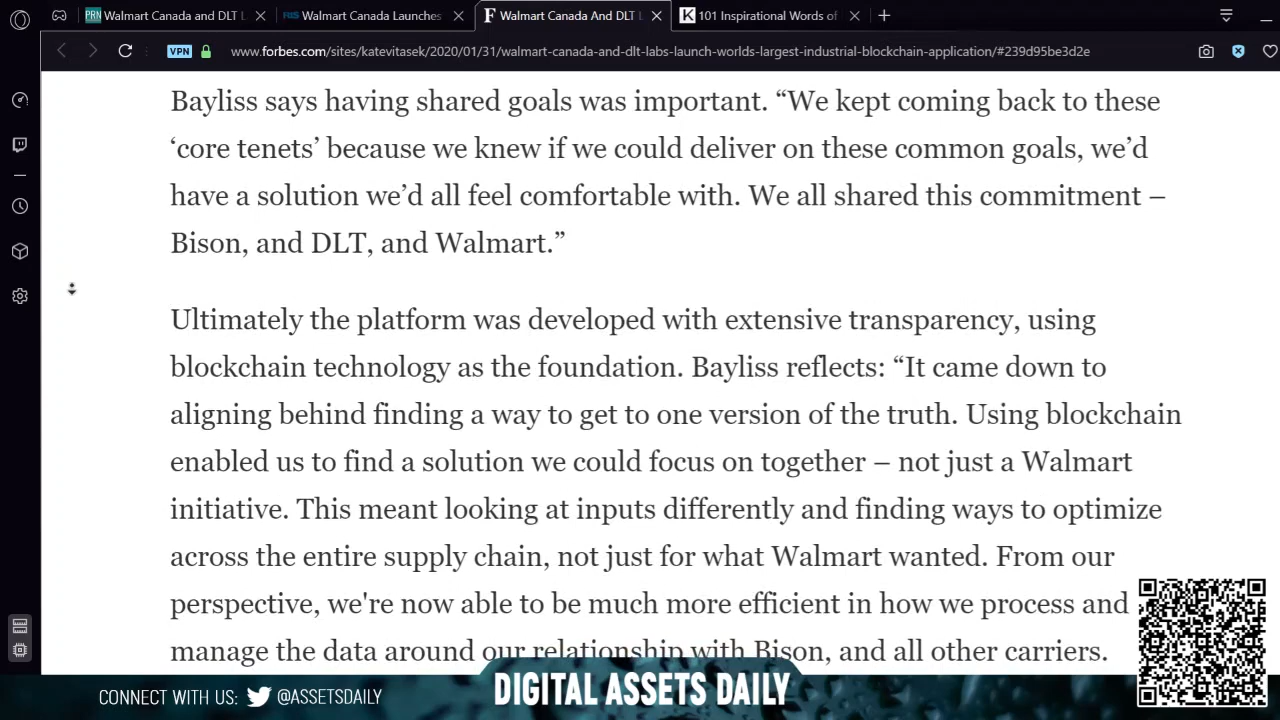 PRN Walmart Canada and DLT L
RIS Walmart Canada Launches
F Walmart Canada And DLT L
K 101 Inspirational Words of
VPN www.forbes.com/sites/katevitasek/2020/01/31/walmart-canada-and-dlt-labs-launch-worlds-largest-industrial-blockchain-application/#239d95be3d2e
Bayliss says having shared goals was important. “We kept coming back to these
‘core tenets’ because we knew if we could deliver on these common goals, we’d
have a solution we’d all feel comfortable with. We all shared this commitment –
Bison, and DLT, and Walmart.”
Ultimately the platform was developed with extensive transparency, using
blockchain technology as the foundation. Bayliss reflects: “It came down to
aligning behind finding a way to get to one version of the truth. Using blockchain
enabled us to find a solution we could focus on together – not just a Walmart
initiative. This meant looking at inputs differently and finding ways to optimize
across the entire supply chain, not just for what Walmart wanted. From our
perspective, we're now able to be much more efficient in how we process and
manage the data around our relationship with Bison, and all other carriers.
CONNECT WITH US: @ASSETSDAILY
DIGITAL ASSETS DAILY